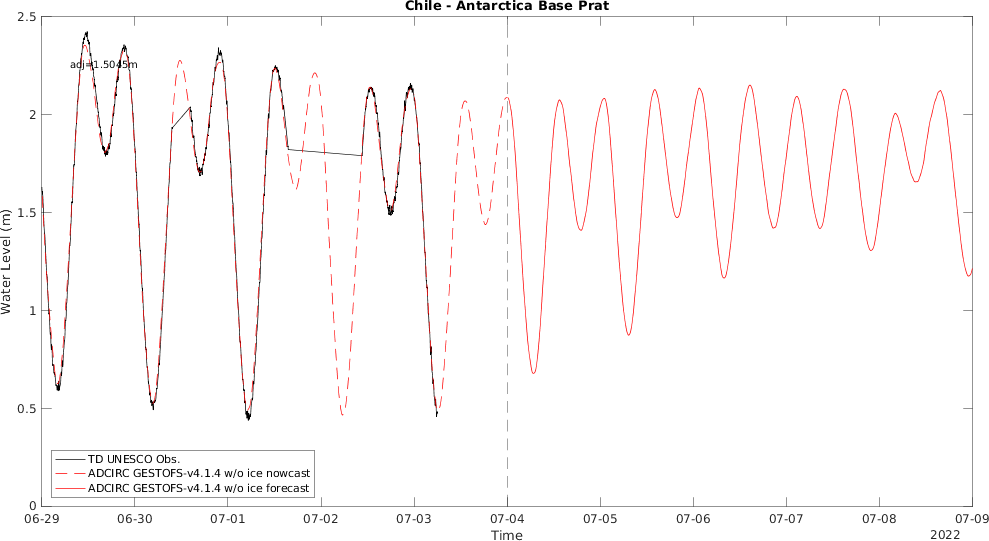 Chile - Antarctica Base Prat
2.5
adj=1.5045m
2
1.5
Water Level (m)
1
0.5
0
TD UNESCO Obs.
ADCIRC GESTOFS-v4.1.4 w/o ice nowcast
ADCIRC GESTOFS-v4.1.4 w/o ice forecast
06-29 06-30 07-01 07-02 07-03 07-04 07-05 07-06 07-07 07-08 07-09
Time
2022